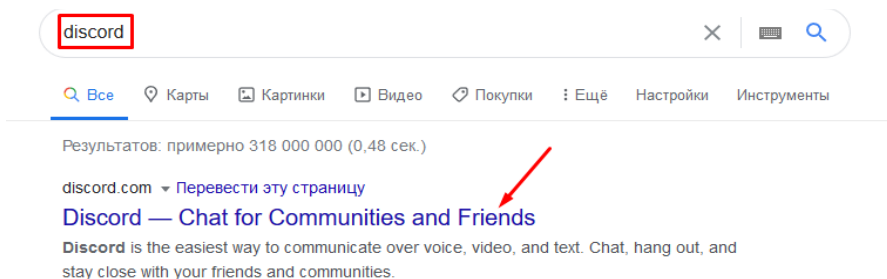 discord
Все Карты Картинки Видео Покупки Ещё Настройки Инструменты
Результатов: примерно 318 000 000 (0,48 сек.)
discord.com Перевести эту страницу
Discord — Chat for Communities and Friends
Discord is the easiest way to communicate over voice, video, and text. Chat, hang out, and
stay close with your friends and communities.